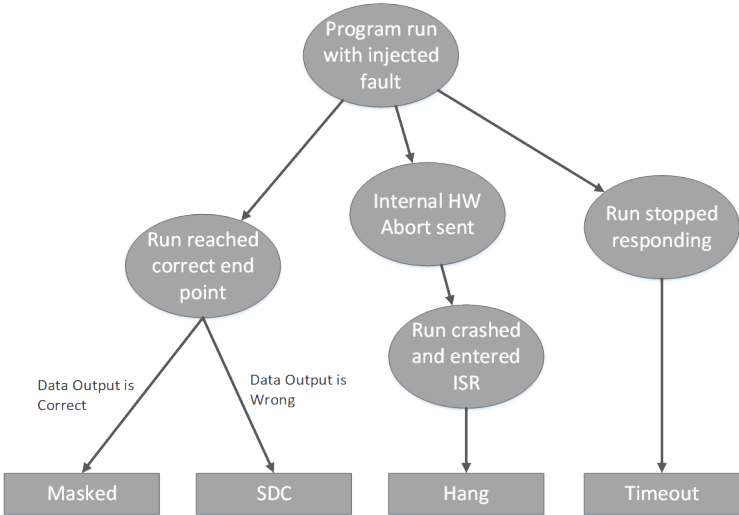 Program run
with injected
fault
Internal HW
Abort sent
Run stopped
responding
Run reached
correct end
point
Run crashed
and entered
ISR
Data Output is
Correct
Data Output is
Wrong
Masked
SDC
Hang
Timeout